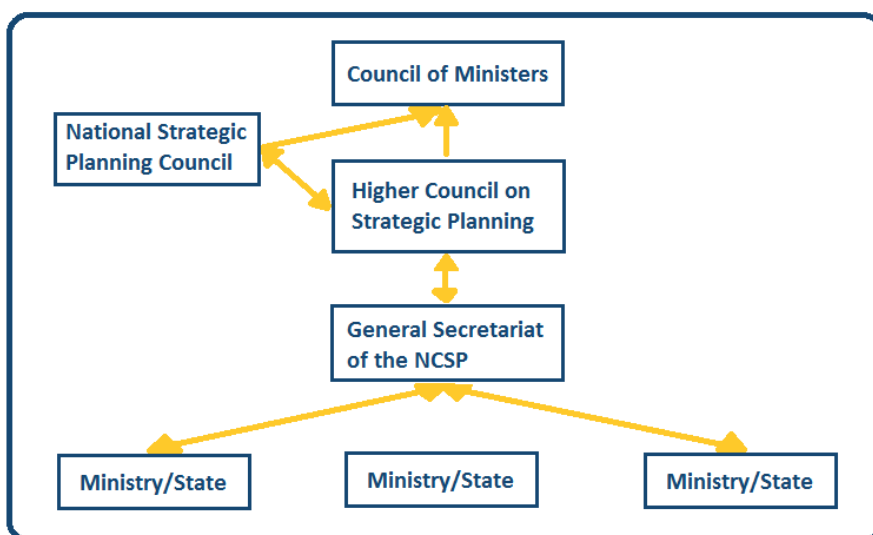 Council of Ministers
National Strategic
Planning Council
Higher Council on
Strategic Planning
General Secretariat
of the NCSP
Ministry/State
Ministry/State
Ministry/State